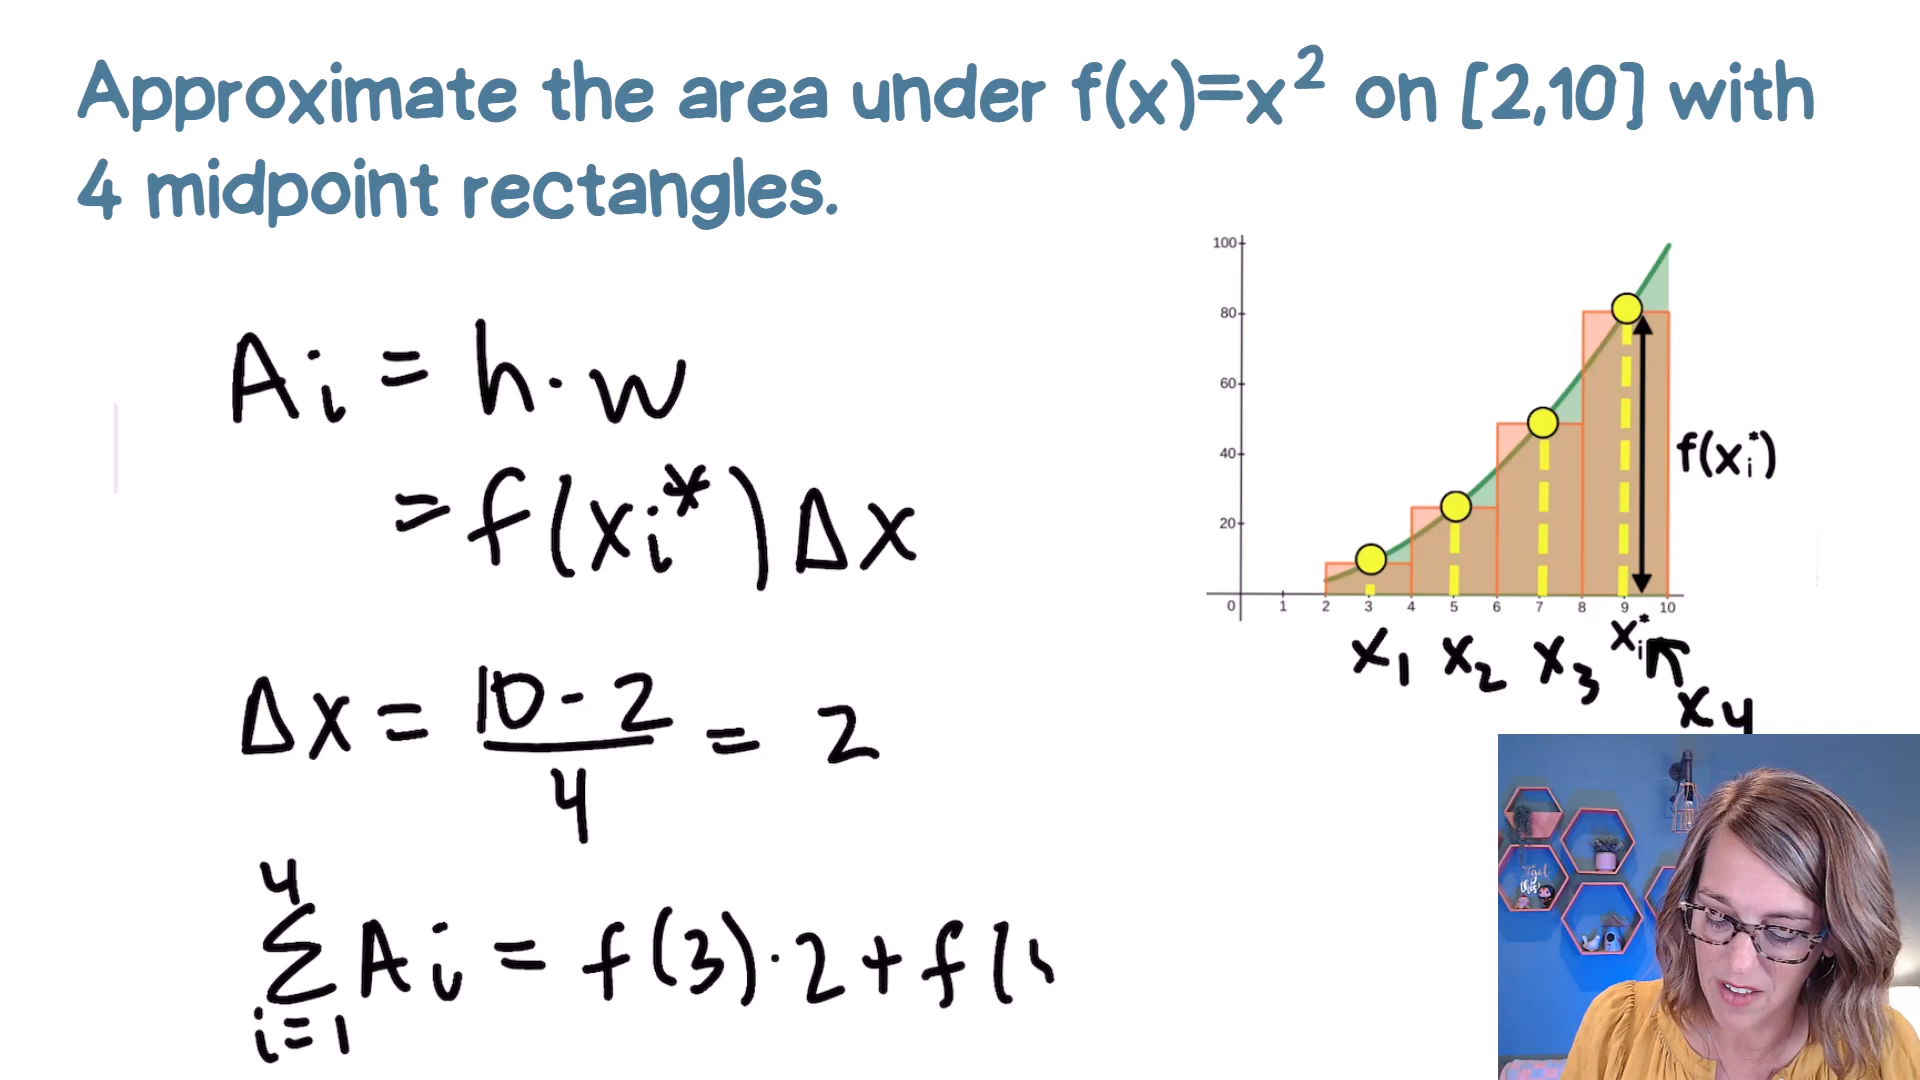 Approximate the area under f(x)=x² on [2,10] with
4 midpoint rectangles.
Aᵢ = h · w
= f(xᵢ*) Δx
Δx = 10 - 2 / 4 = 2
4
Σ Aᵢ = f(3) · 2 + f(
i = 1
100
80
60
40
20
0 1 2 3 4 5 6 7 8 9 10
f(xᵢ*)
x₁ x₂ x₃ xᵢ*
x₄